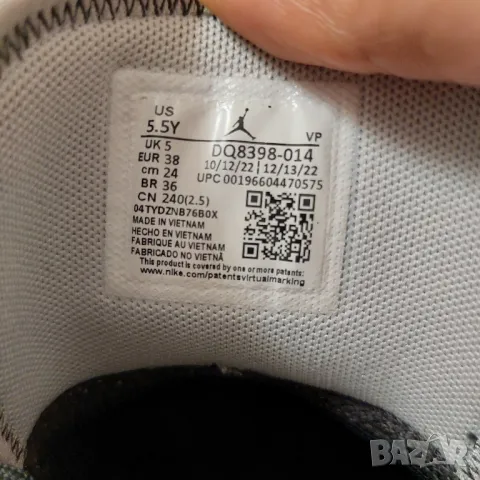 US
5.5Y
VP
UK 5
EUR 38
cm 24
BR 36
CN 240(2.5)
DQ8398-014
10/12/22 12/13/22
UPC 00196604470575
04TYDZNB76B0X
MADE IN VIETNAM
HECHO EN VIETNAM
FABRIQUE AU VIETNAM
FABRICADO NO VIETNÃ
This product is covered by one or more patents:
www.nike.com/patentsvirtualmarking
BAZAR